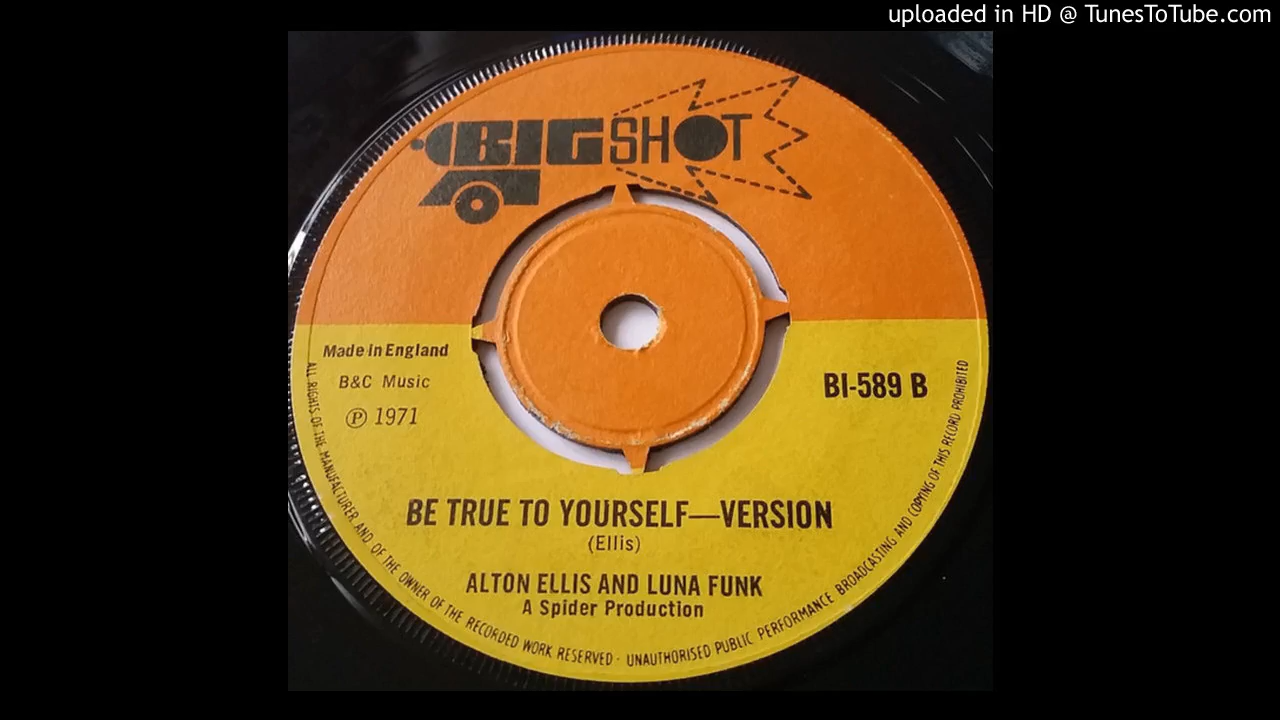 uploaded in HD @ TunesToTube.com
BIG SHOT
Made in England
B&C Music
℗ 1971
BI-589 B
BE TRUE TO YOURSELF—VERSION
(Ellis)
ALTON ELLIS AND LUNA FUNK
A Spider Production
ALL RIGHTS OF THE MANUFACTURER AND OF THE OWNER OF THE RECORDED WORK RESERVED · UNAUTHORISED PUBLIC PERFORMANCE BROADCASTING AND COPYING OF THIS RECORD PROHIBITED